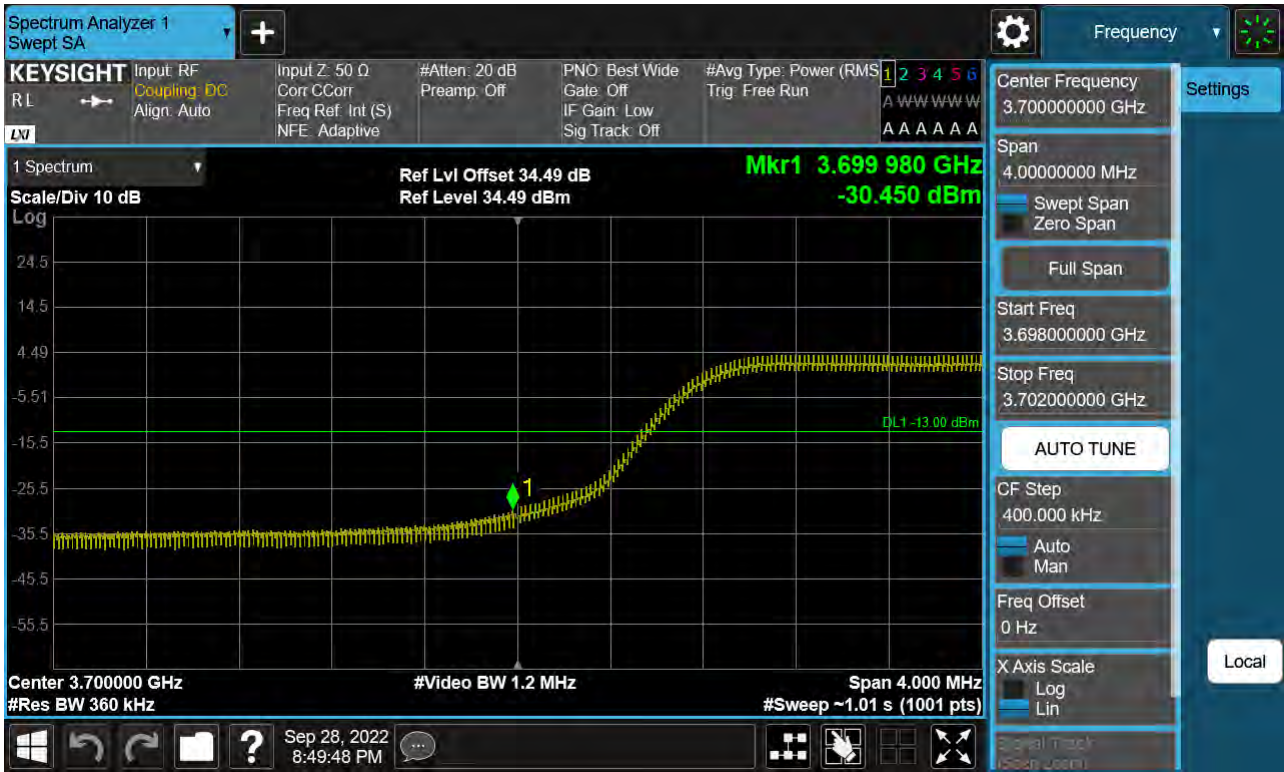 Spectrum Analyzer 1
Swept SA
Frequency
KEYSIGHT
RL
LXI
Input: RF
Coupling: DC
Align: Auto
Input Z: 50 Ω
Corr CCorr
Freq Ref: Int (S)
NFE: Adaptive
#Atten: 20 dB
Preamp: Off
PNO: Best Wide
Gate: Off
IF Gain: Low
Sig Track: Off
#Avg Type: Power (RMS
Trig: Free Run
1 2 3 4 5 6
A W W W W W
A A A A A A
1 Spectrum
Scale/Div 10 dB
Log
Ref Lvl Offset 34.49 dB
Ref Level 34.49 dBm
Mkr1 3.699 980 GHz
-30.450 dBm
24.5
14.5
4.49
-5.51
DL1 -13.00 dBm
-15.5
-25.5
1
-35.5
-45.5
-55.5
Center 3.700000 GHz
#Res BW 360 kHz
#Video BW 1.2 MHz
Span 4.000 MHz
#Sweep ~1.01 s (1001 pts)
Center Frequency
3.700000000 GHz
Settings
Span
4.00000000 MHz
Swept Span
Zero Span
Full Span
Start Freq
3.698000000 GHz
Stop Freq
3.702000000 GHz
AUTO TUNE
CF Step
400.000 kHz
Auto
Man
Freq Offset
0 Hz
X Axis Scale
Log
Lin
Signal Track
(Span Zoom)
Local
?
Sep 28, 2022
8:49:48 PM